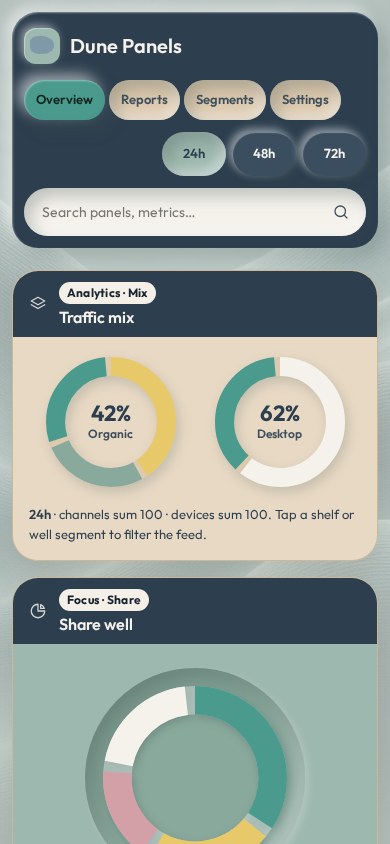 Dune Panels
Overview Reports Segments Settings
24h 48h 72h
Search panels, metrics…
Analytics · Mix
Traffic mix
42%
Organic
62%
Desktop
24h · channels sum 100 · devices sum 100. Tap a shelf or
well segment to filter the feed.
Focus · Share
Share well